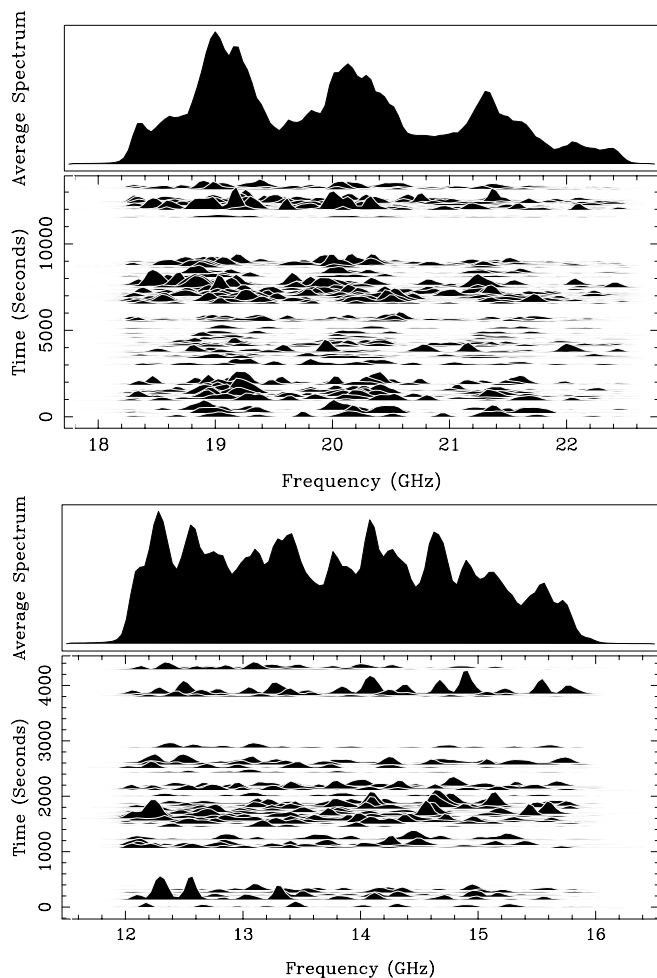 Average Spectrum
Time (Seconds)
10000
5000
0
18 19 20 21 22
Frequency (GHz)
Average Spectrum
Time (Seconds)
4000
3000
2000
1000
0
12 13 14 15 16
Frequency (GHz)